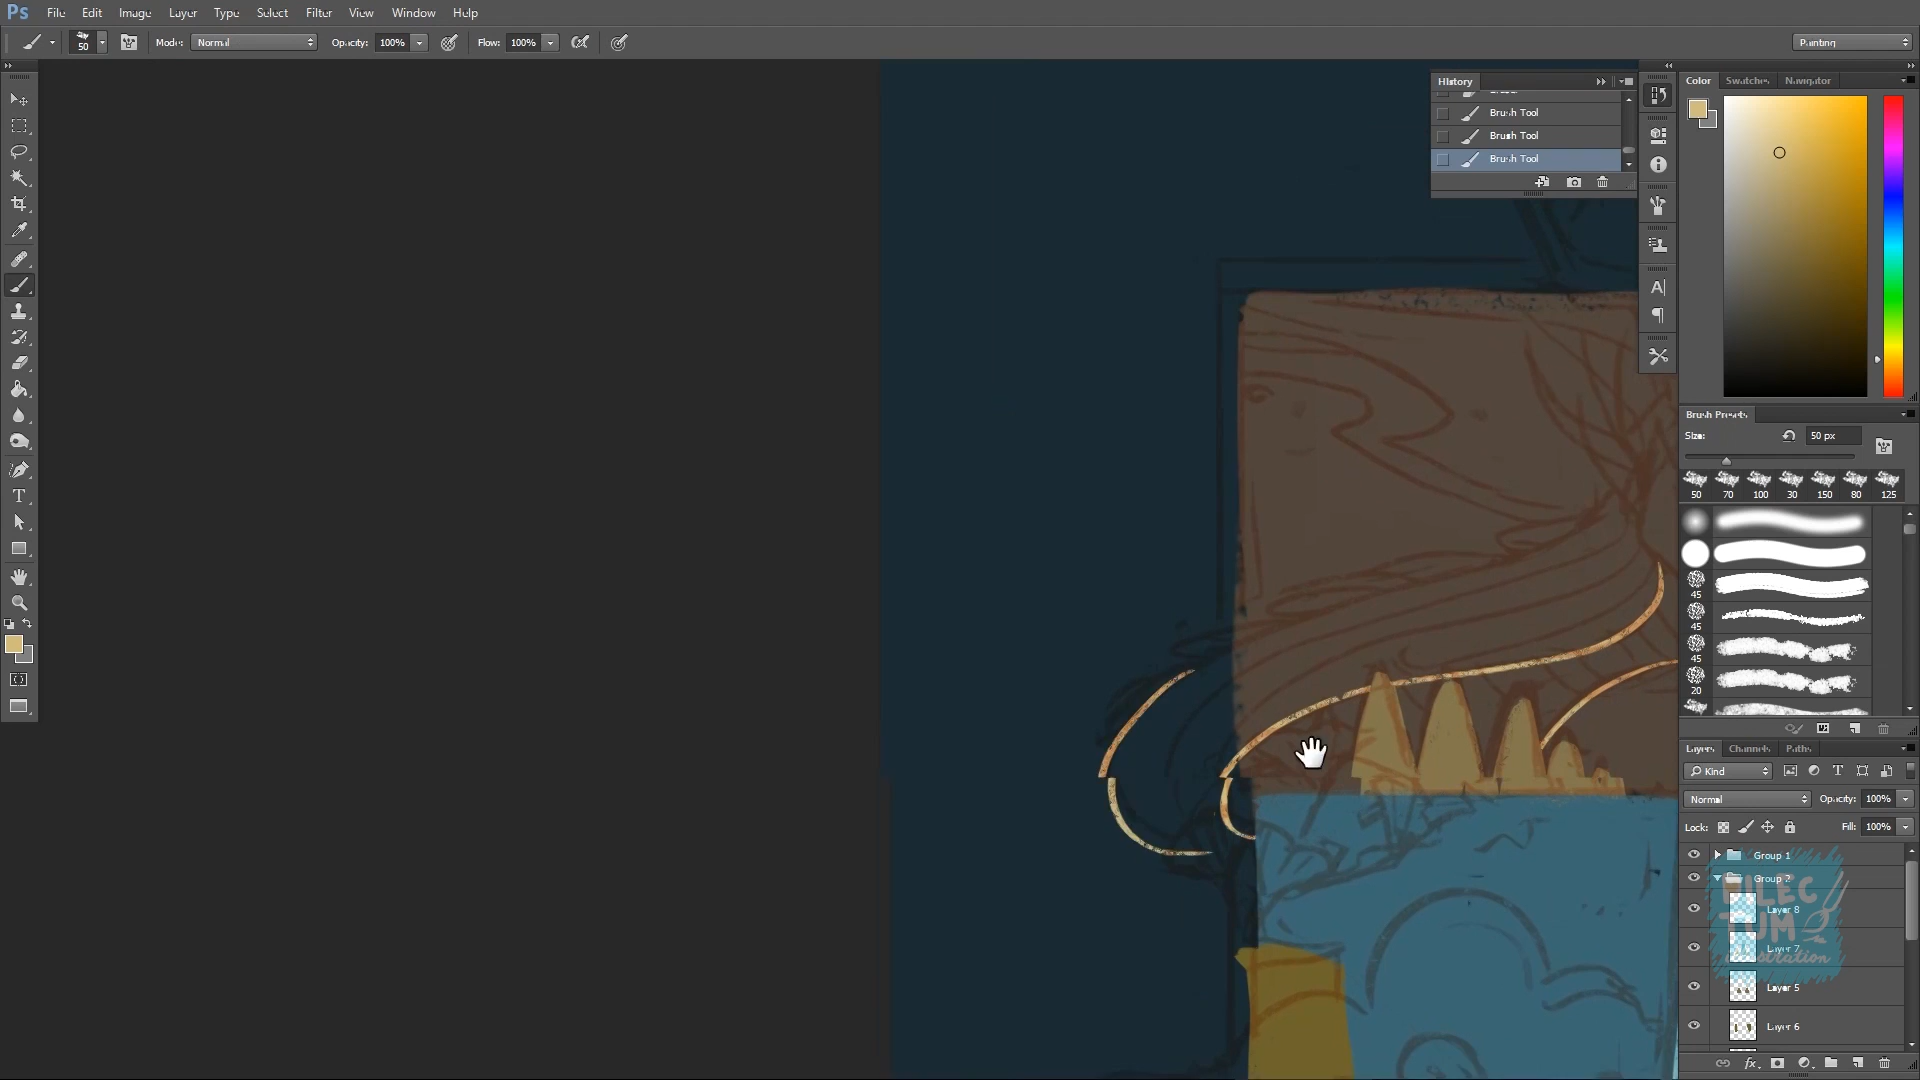 Ps File Edit Image Layer Type Select Filter View Window Help
50 Mode: Normal Opacity: 100% Flow: 100% Painting
History
Brush Tool
Brush Tool
Brush Tool
Color Swatches Navigator
Brush Presets
Size: 50 px
50 70 100 30 150 80 125
45
45
45
20
Layers Channels Paths
Kind
Normal Opacity: 100%
Lock: Fill: 100%
Group 1
Group 2
Layer 8
Layer 7
Layer 5
Layer 6